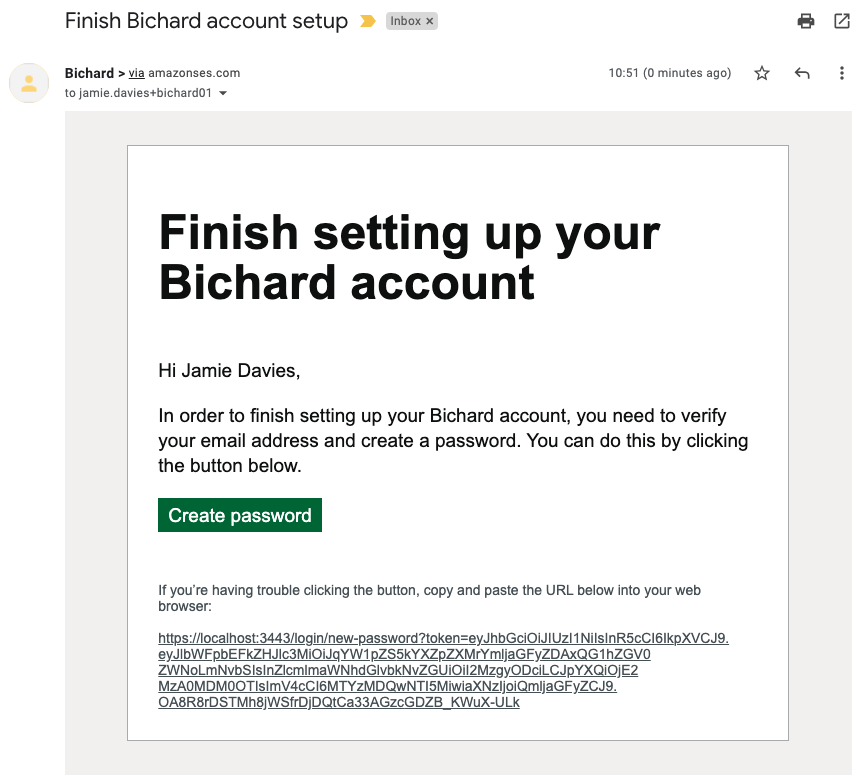 Finish Bichard account setup Inbox ×
Bichard > via amazonses.com 10:51 (0 minutes ago)
to jamie.davies+bichard01
Finish setting up your
Bichard account
Hi Jamie Davies,
In order to finish setting up your Bichard account, you need to verify
your email address and create a password. You can do this by clicking
the button below.
Create password
If you’re having trouble clicking the button, copy and paste the URL below into your web
browser:
https://localhost:3443/login/new-password?token=eyJhbGciOiJIUzI1NiIsInR5cCI6IkpXVCJ9.
eyJlbWFpbEFkZHJlc3MiOiJqYW1pZS5kYXZpZXMrYmljaGFyZDAxQG1hZGV0
ZWNoLmNvbSIsInZlcmlmaWNhdGlvbkNvZGUiOiI2MzgyODciLCJpYXQiOjE2
MzA0MDM0OTIsImV4cCI6MTYzMDQwNTI5MiwiaXNzIjoiQmljaGFyZCJ9.
OA8R8rDSTMh8jWSfrDjDQtCa33AGzcGDZB_KWuX-ULk